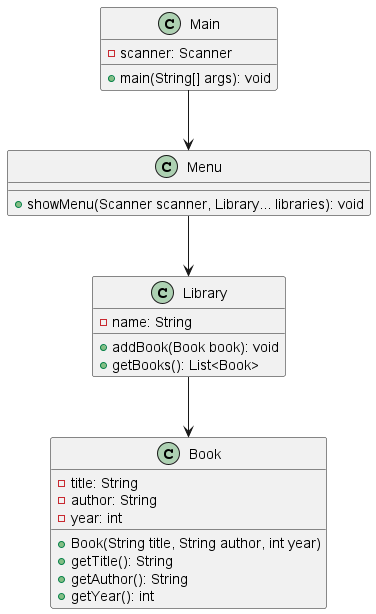 C Main
scanner: Scanner
main(String[] args): void
C Menu
showMenu(Scanner scanner, Library... libraries): void
C Library
name: String
addBook(Book book): void
getBooks(): List<Book>
C Book
title: String
author: String
year: int
Book(String title, String author, int year)
getTitle(): String
getAuthor(): String
getYear(): int